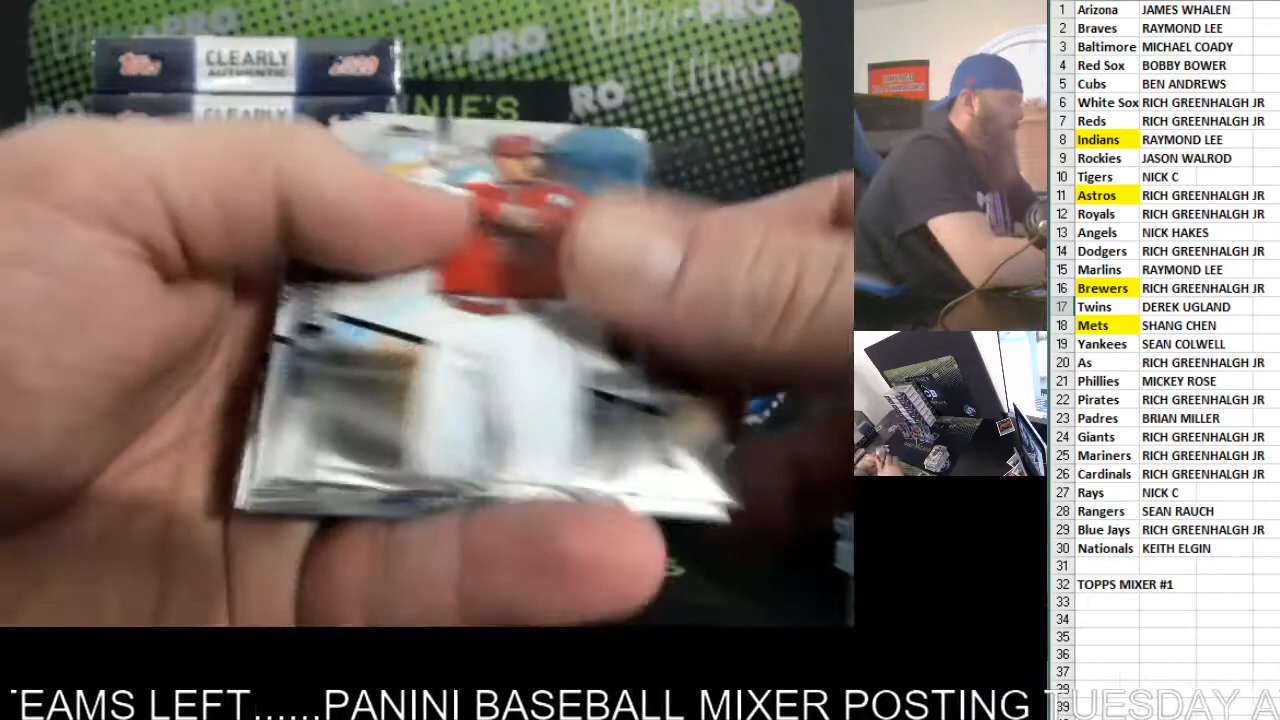 Topps CLEARLY AUTHENTIC 2020
PRO
NIE'S
RO
1 Arizona JAMES WHALEN
2 Braves RAYMOND LEE
3 Baltimore MICHAEL COADY
4 Red Sox BOBBY BOWER
5 Cubs BEN ANDREWS
6 White Sox RICH GREENHALGH JR
7 Reds RICH GREENHALGH JR
8 Indians RAYMOND LEE
9 Rockies JASON WALROD
10 Tigers NICK C
11 Astros RICH GREENHALGH JR
12 Royals RICH GREENHALGH JR
13 Angels NICK HAKES
14 Dodgers RICH GREENHALGH JR
15 Marlins RAYMOND LEE
16 Brewers RICH GREENHALGH JR
17 Twins DEREK UGLAND
18 Mets SHANG CHEN
19 Yankees SEAN COLWELL
20 As RICH GREENHALGH JR
21 Phillies MICKEY ROSE
22 Pirates RICH GREENHALGH JR
23 Padres BRIAN MILLER
24 Giants RICH GREENHALGH JR
25 Mariners RICH GREENHALGH JR
26 Cardinals RICH GREENHALGH JR
27 Rays NICK C
28 Rangers SEAN RAUCH
29 Blue Jays RICH GREENHALGH JR
30 Nationals KEITH ELGIN
31
32 TOPPS MIXER #1
33
34
35
36
37
EAMS LEFT......PANINI BASEBALL MIXER POSTING TUESDAY A